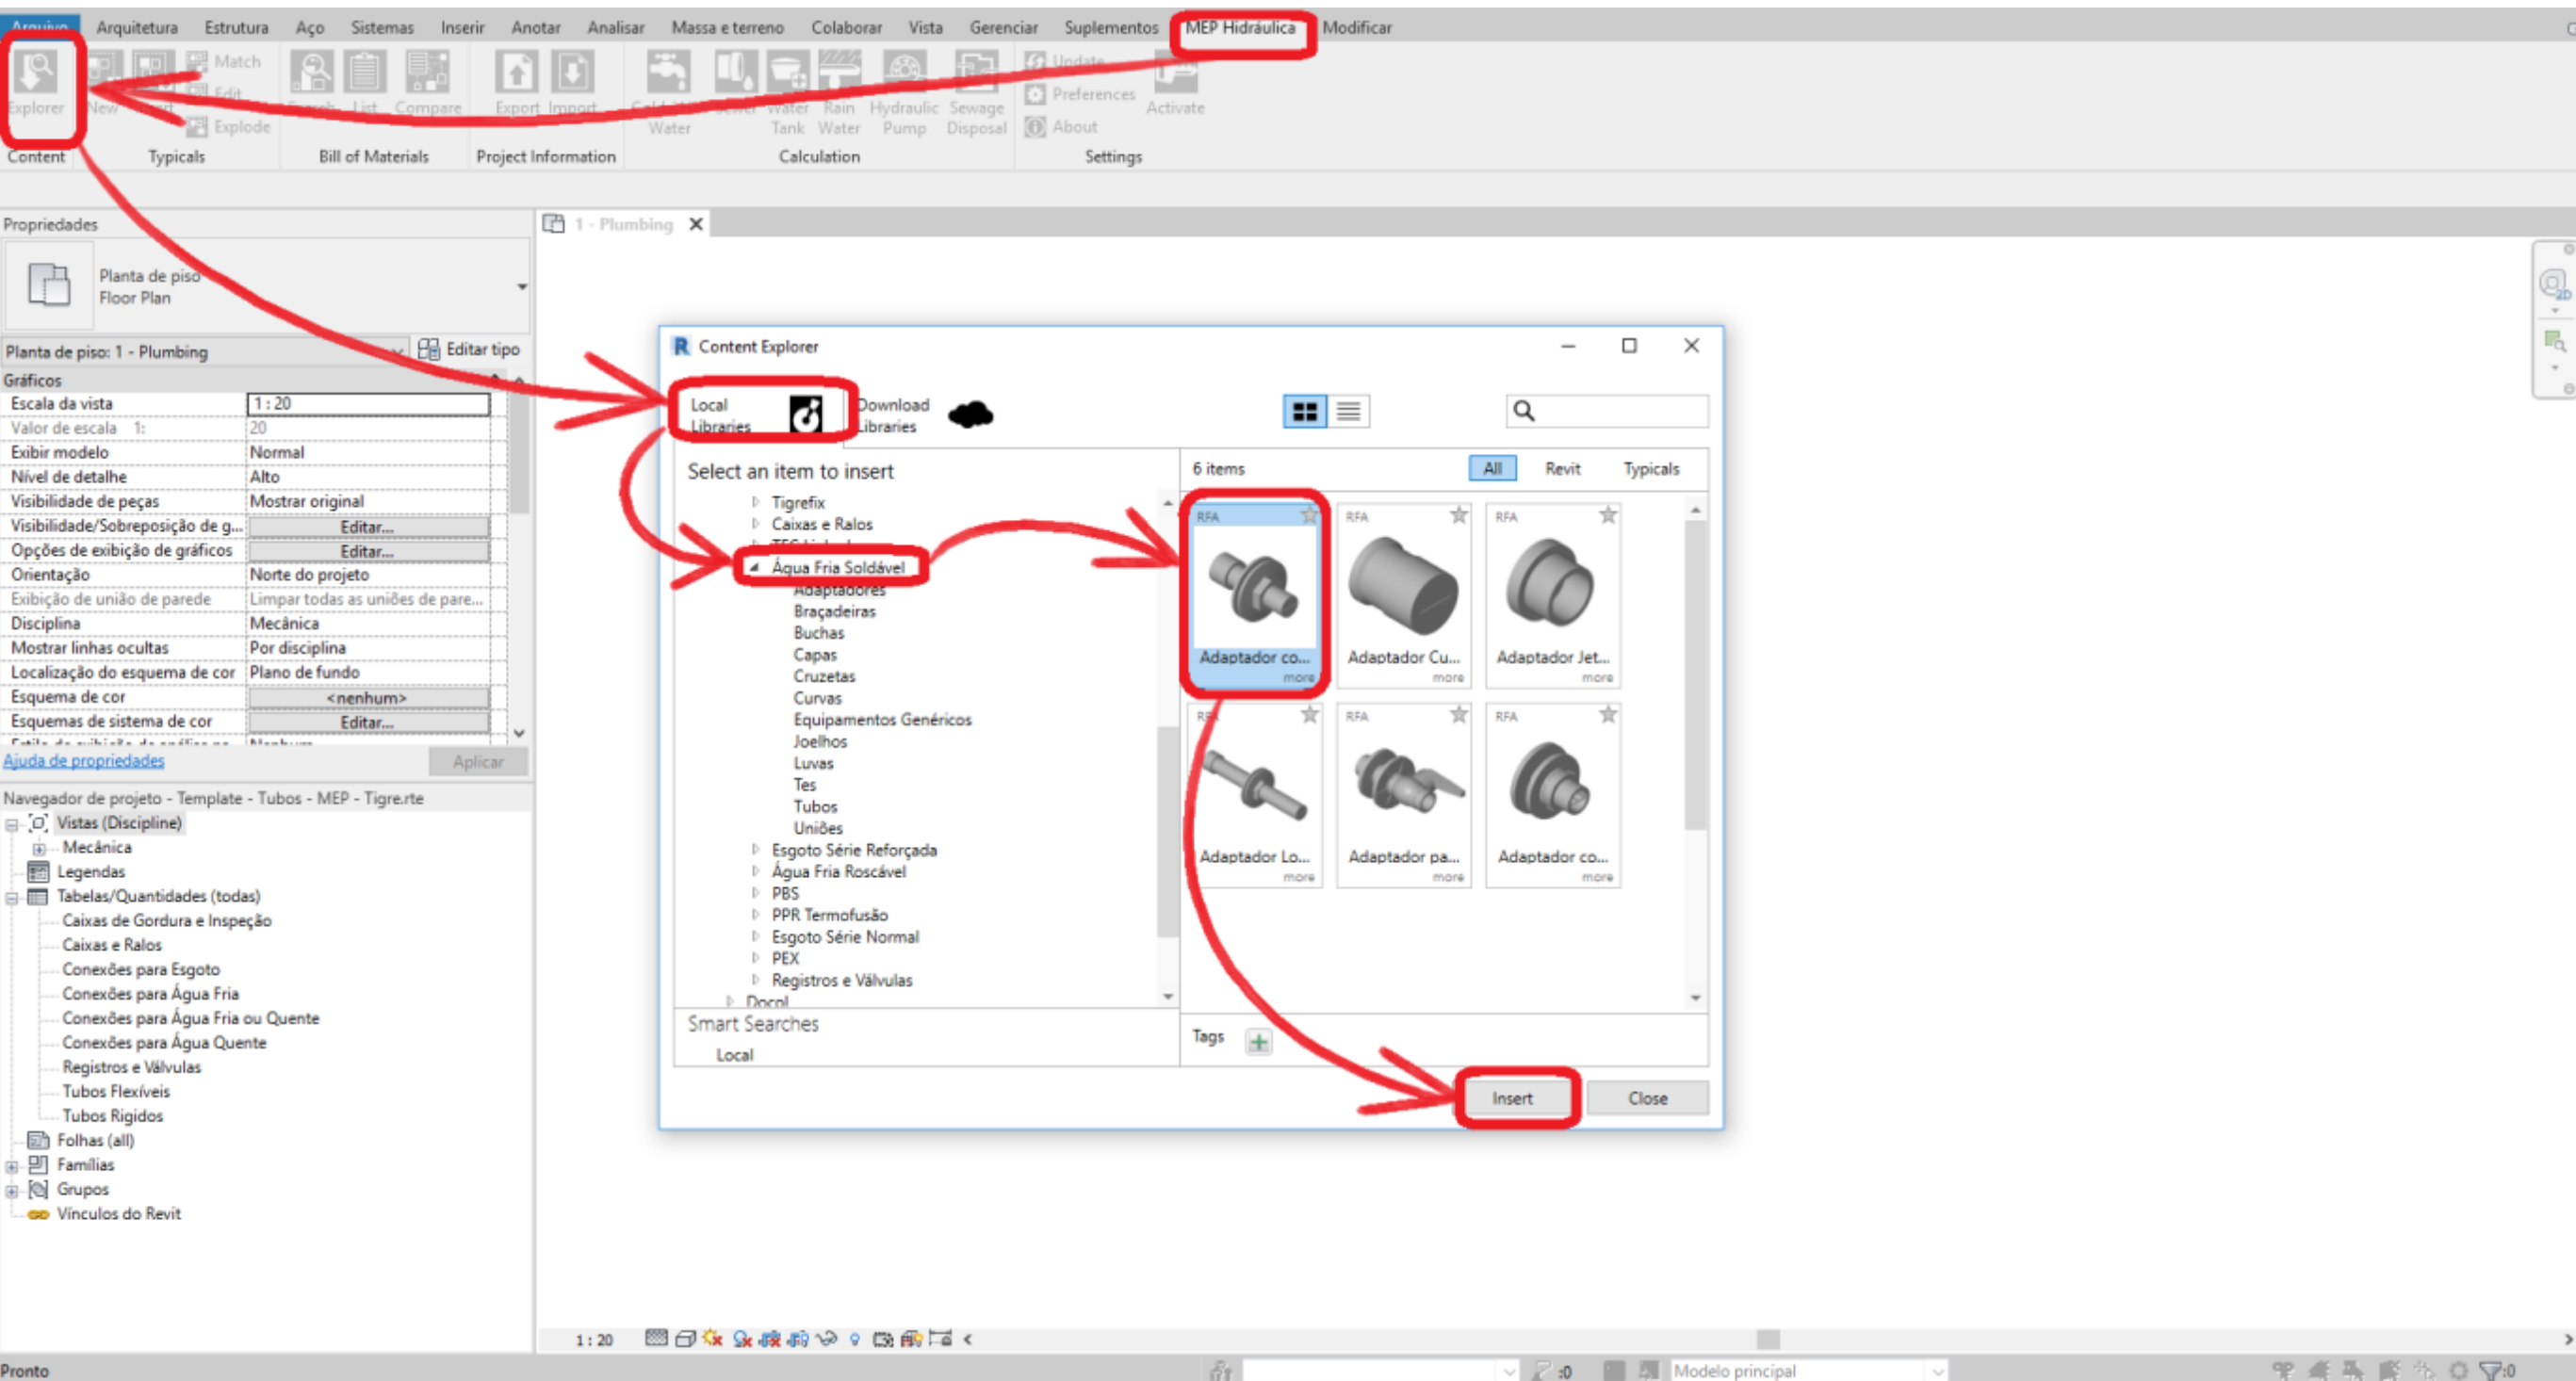 Arquivo Arquitetura Estrutura Aço Sistemas Inserir Anotar Analisar Massa e terreno Colaborar Vista Gerenciar Suplementos MEP Hidráulica Modificar
Explorer New Match Edit Explode List Compare Export Import Water Water Tank Rain Water Hydraulic Pump Sewage Disposal Update Preferences About Activate
Content Typicals Bill of Materials Project Information Calculation Settings
Propriedades
1 - Plumbing
Planta de piso
Floor Plan
Planta de piso: 1 - Plumbing Editar tipo
Gráficos
Escala da vista 1 : 20
Valor de escala 1: 20
Exibir modelo Normal
Nível de detalhe Alto
Visibilidade de peças Mostrar original
Visibilidade/Sobreposição de g... Editar...
Opções de exibição de gráficos Editar...
Orientação Norte do projeto
Exibição de união de parede Limpar todas as uniões de pare...
Disciplina Mecânica
Mostrar linhas ocultas Por disciplina
Localização do esquema de cor Plano de fundo
Esquema de cor <nenhum>
Esquemas de sistema de cor Editar...
Ajuda de propriedades Aplicar
Navegador de projeto - Template - Tubos - MEP - Tigre.rte
Vistas (Discipline)
Mecânica
Legendas
Tabelas/Quantidades (todas)
Caixas de Gordura e Inspeção
Caixas e Ralos
Conexões para Esgoto
Conexões para Água Fria
Conexões para Água Fria ou Quente
Conexões para Água Quente
Registros e Válvulas
Tubos Flexíveis
Tubos Rigidos
Folhas (all)
Famílias
Grupos
Vínculos do Revit
R Content Explorer
Local Libraries
Download Libraries
Select an item to insert
Tigrefix
Caixas e Ralos
Água Fria Soldável
Adaptadores
Braçadeiras
Buchas
Capas
Cruzetas
Curvas
Equipamentos Genéricos
Joelhos
Luvas
Tes
Tubos
Uniões
Esgoto Série Reforçada
Água Fria Roscável
PBS
PPR Termofusão
Esgoto Série Normal
PEX
Registros e Válvulas
Docol
Smart Searches
Local
6 items All Revit Typicals
RFA RFA RFA
Adaptador co... Adaptador Cu... Adaptador Jet...
more more more
RFA RFA RFA
Adaptador Lo... Adaptador pa... Adaptador co...
more more more
Tags
Insert Close
1 : 20
2D
Pronto
:0 Modelo principal :0